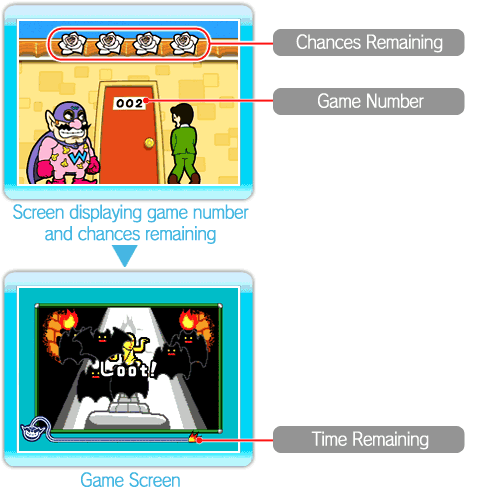 Chances Remaining
002
Game Number
W
Screen displaying game number
and chances remaining
Loot!
Time Remaining
Game Screen